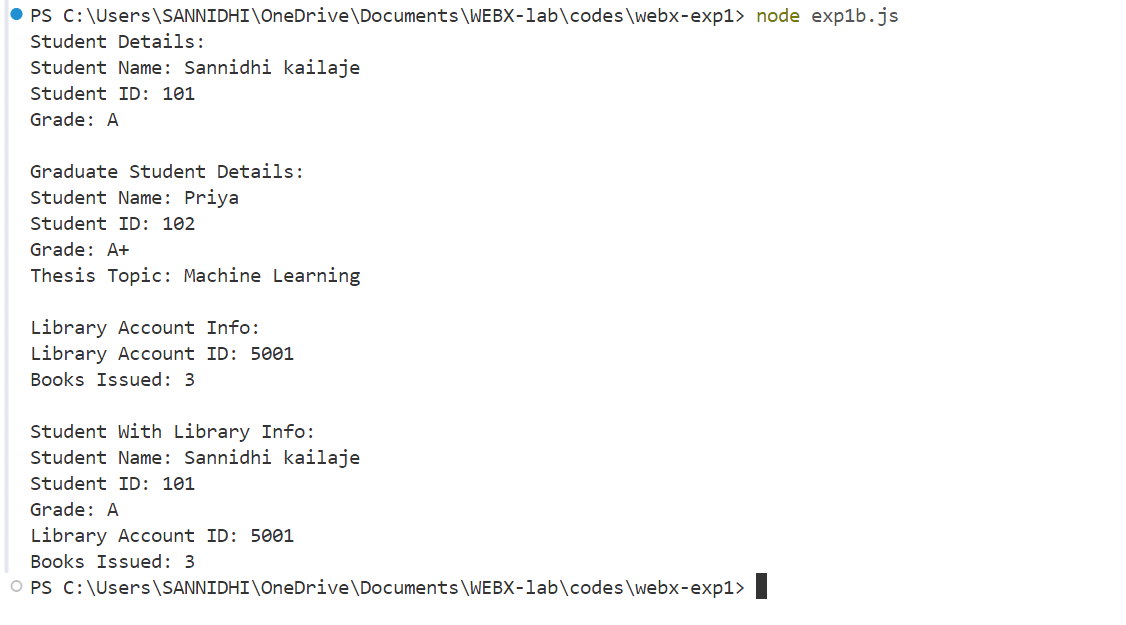 PS C:\Users\SANNIDHI\OneDrive\Documents\WEBX-lab\codes\webx-exp1> node exp1b.js
Student Details:
Student Name: Sannidhi kailaje
Student ID: 101
Grade: A

Graduate Student Details:
Student Name: Priya
Student ID: 102
Grade: A+
Thesis Topic: Machine Learning

Library Account Info:
Library Account ID: 5001
Books Issued: 3

Student With Library Info:
Student Name: Sannidhi kailaje
Student ID: 101
Grade: A
Library Account ID: 5001
Books Issued: 3
PS C:\Users\SANNIDHI\OneDrive\Documents\WEBX-lab\codes\webx-exp1>